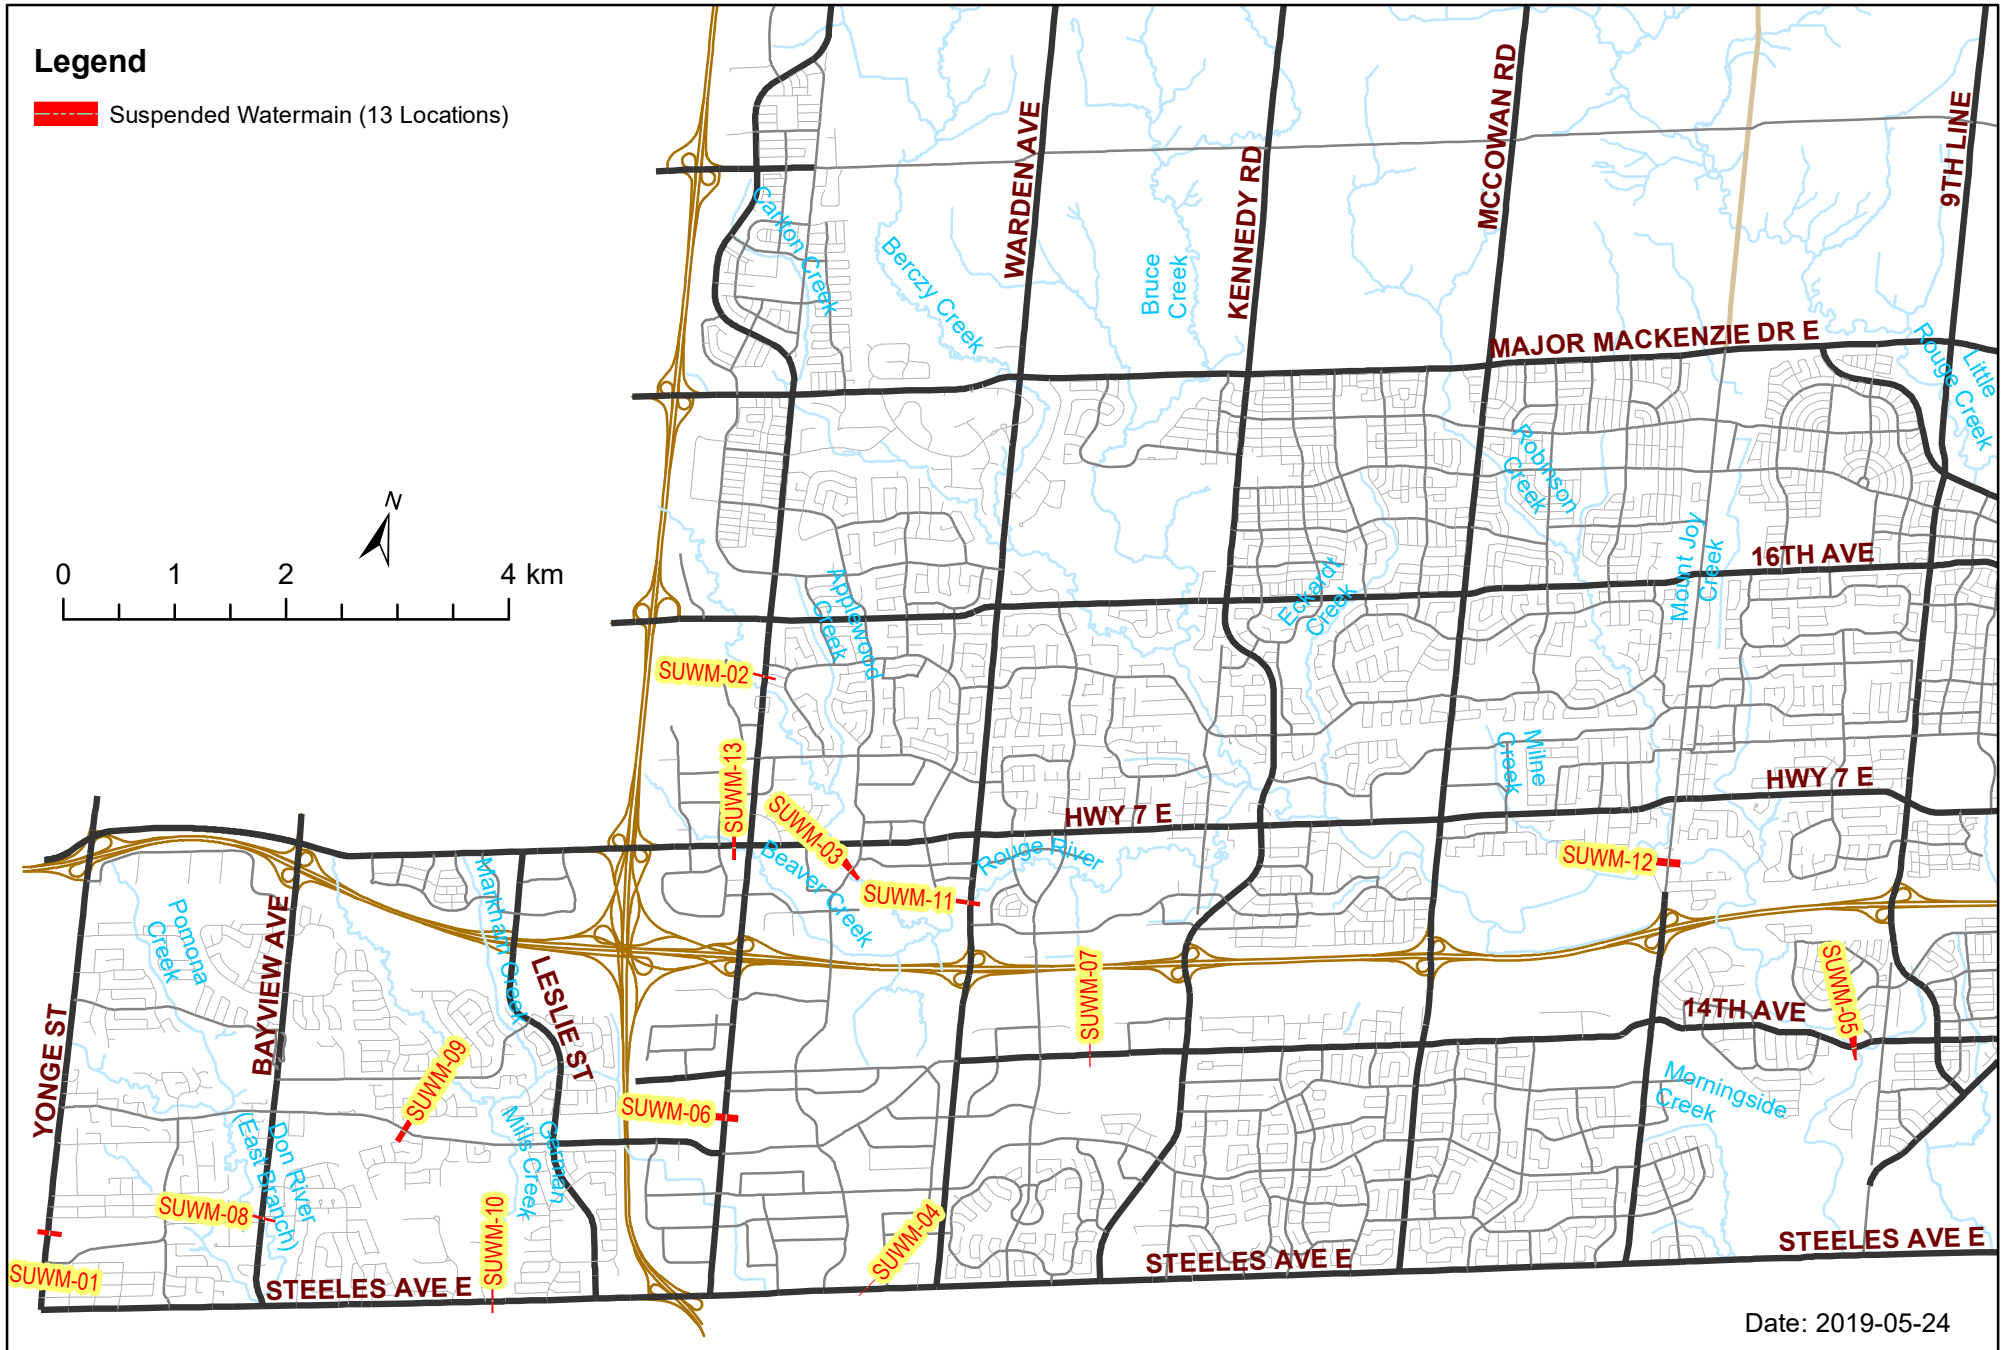 Legend
Suspended Watermain (13 Locations)
N
0 1 2 4 km
WARDEN AVE
KENNEDY RD
MCCOWAN RD
9TH LINE
Carlton Creek
Berczy Creek
Bruce
Creek
MAJOR MACKENZIE DR E
Little
Rouge Creek
Robinson
Creek
Mount Joy
Creek
16TH AVE
Eckardt
Creek
Applewood
Creek
SUWM-02
SUWM-13
SUWM-03
HWY 7 E
HWY 7 E
Milne
Creek
SUWM-12
Beaver Creek
SUWM-11
Rouge River
Markham Creek
Pomona
Creek
BAYVIEW AVE
LESLIE ST
YONGE ST
SUWM-07
SUWM-05
14TH AVE
SUWM-09
SUWM-06
Morningside
Creek
German
Mills Creek
Don River
(East Branch)
SUWM-08
SUWM-10
SUWM-04
SUWM-01
STEELES AVE E
STEELES AVE E
STEELES AVE E
Date: 2019-05-24